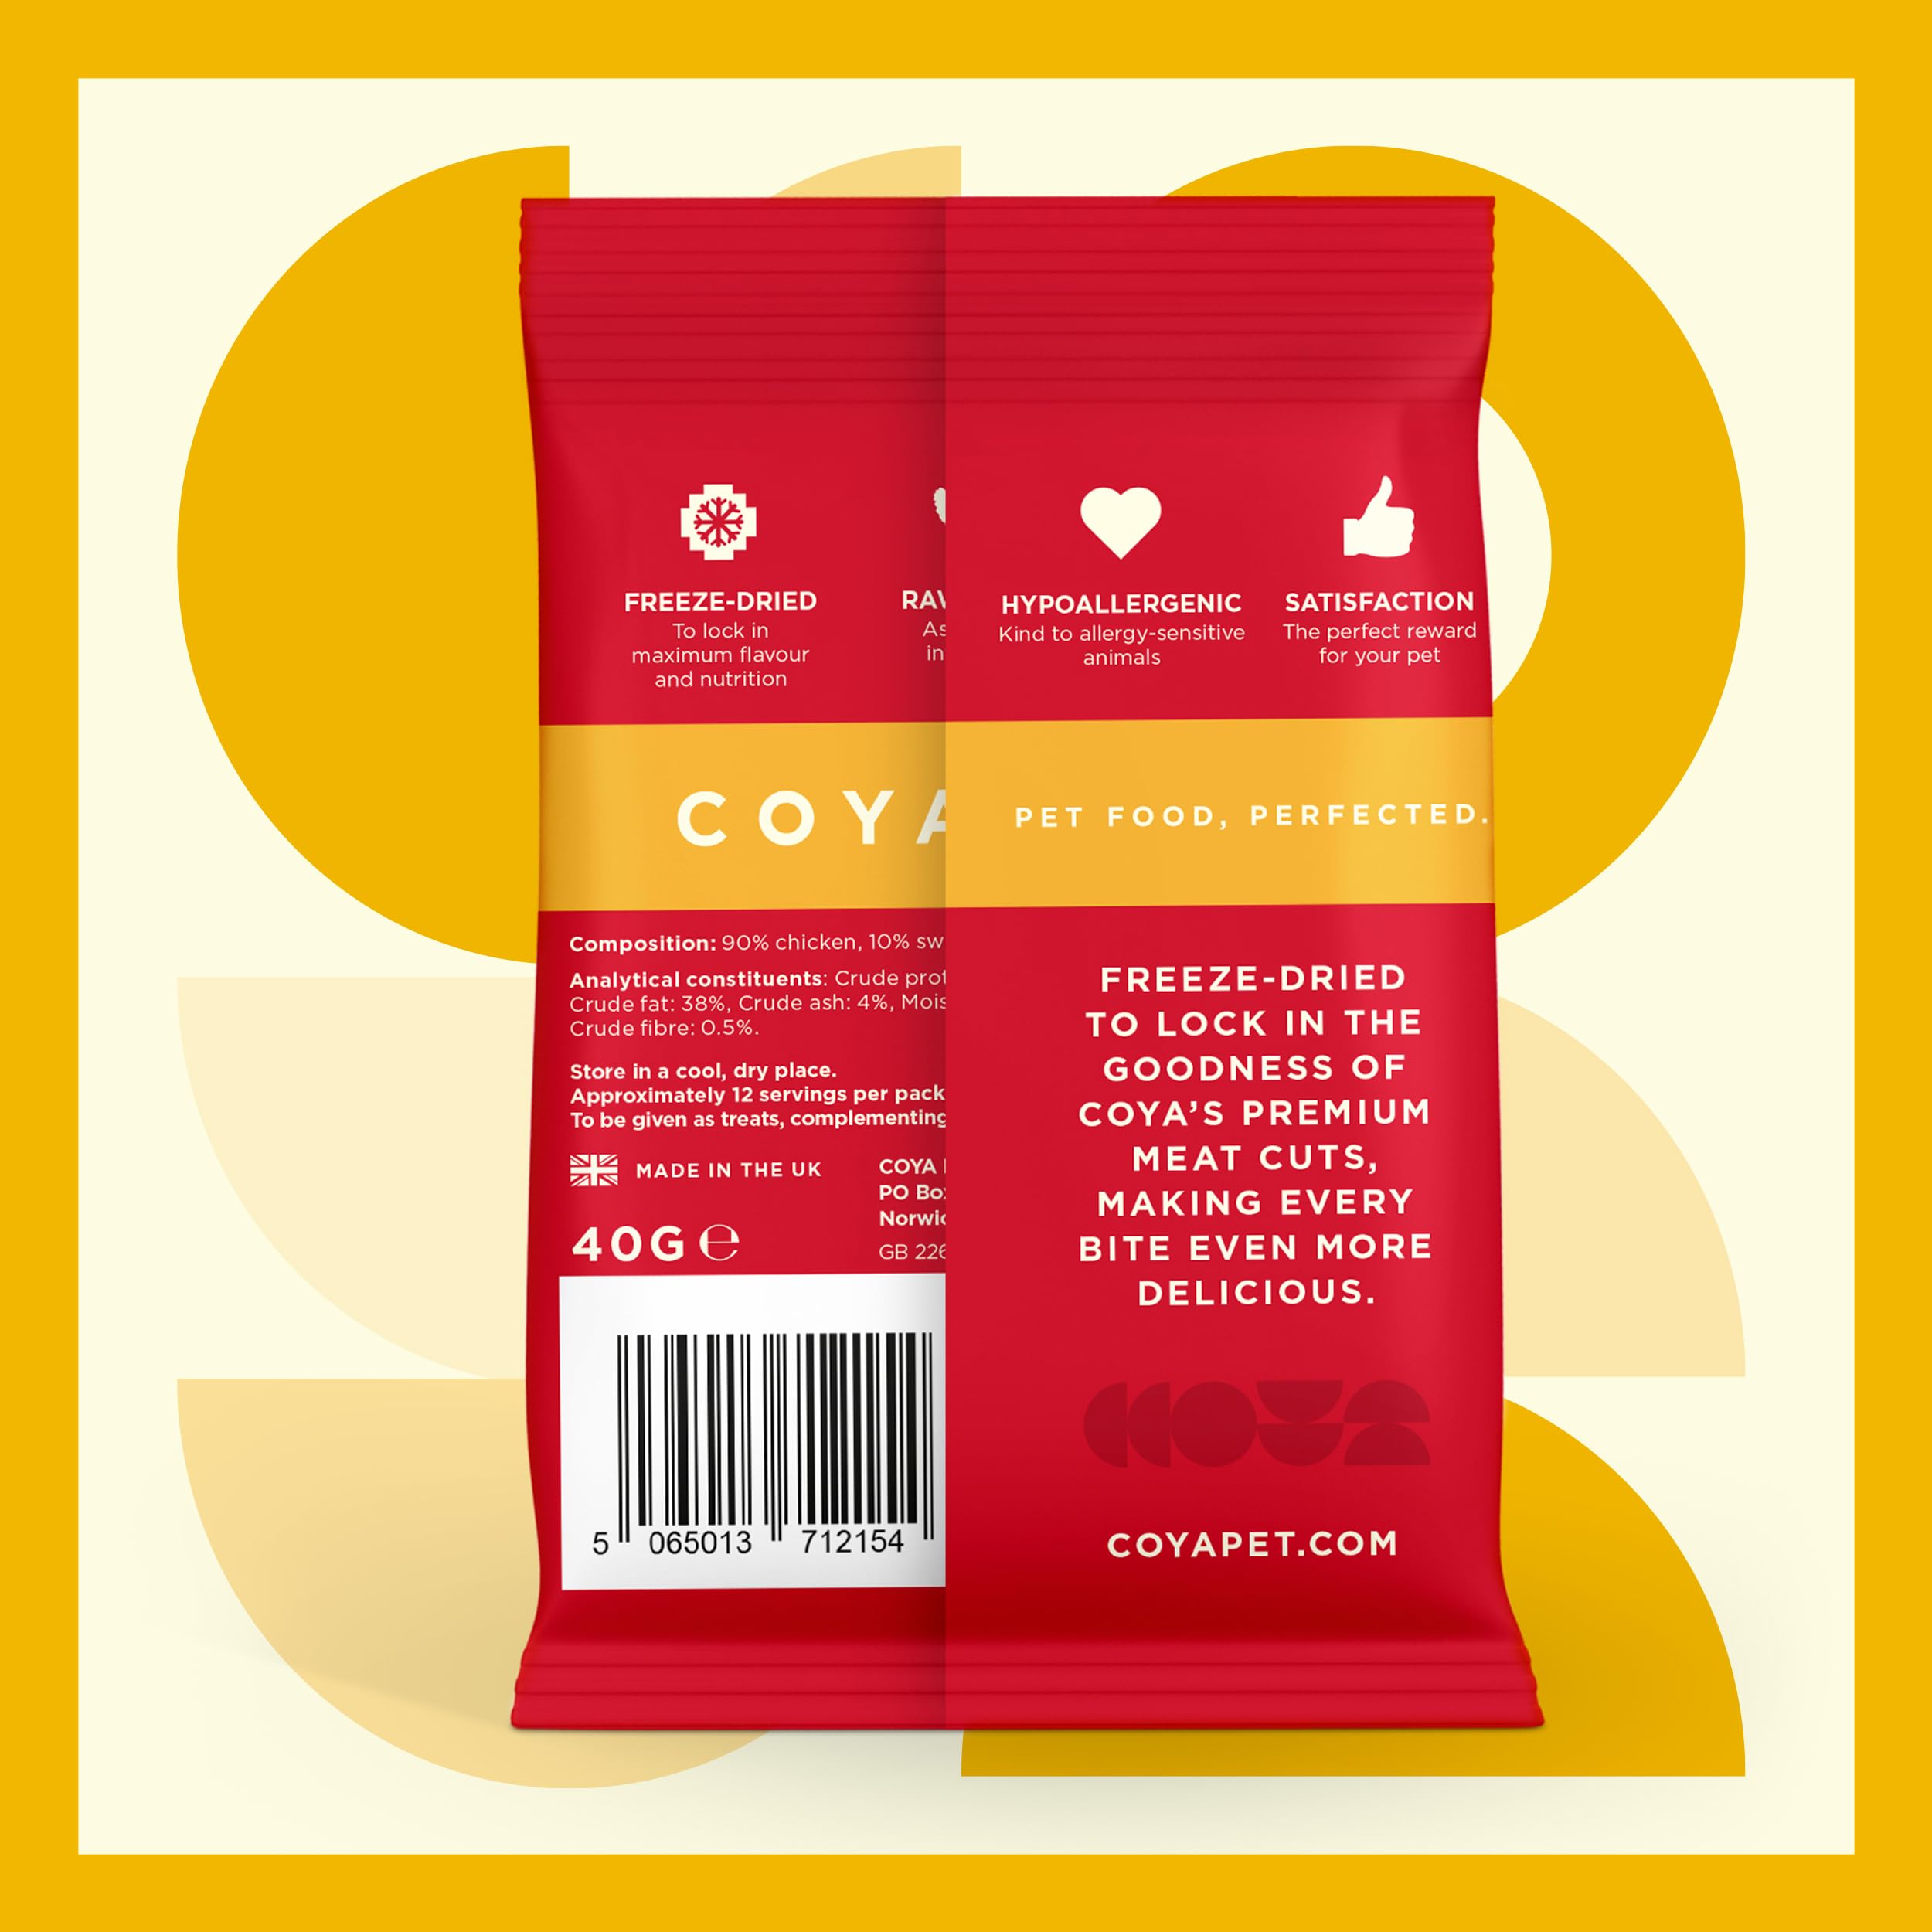 FREEZE-DRIED
To lock in
maximum flavour
and nutrition
HYPOALLERGENIC
Kind to allergy-sensitive
animals
SATISFACTION
The perfect reward
for your pet
COYA
PET FOOD, PERFECTED.
Composition: 90% chicken, 10%
Analytical constituents: Crude
Crude fat: 38%, Crude ash: 4%,
Crude fibre: 0.5%.
Store in a cool, dry place.
Approximately 12 servings per pack
To be given as treats, complementing
MADE IN THE UK
COYA
PO
GB
40G ℮
5 065013 712154
FREEZE-DRIED
TO LOCK IN THE
GOODNESS OF
COYA'S PREMIUM
MEAT CUTS,
MAKING EVERY
BITE EVEN MORE
DELICIOUS.
COYAPET.COM